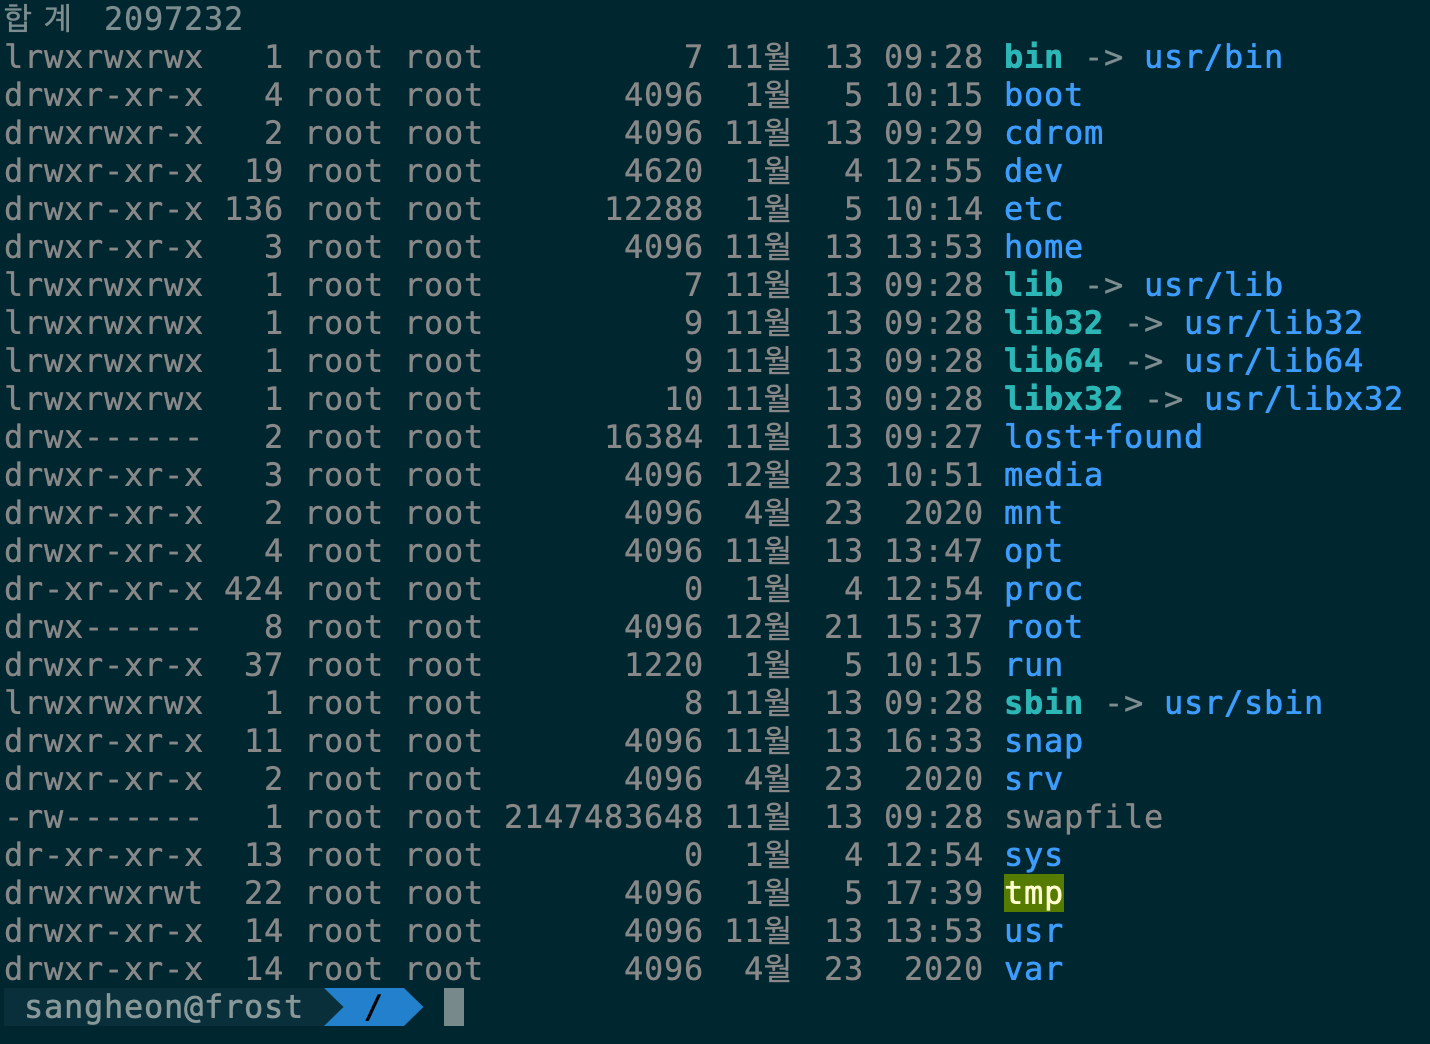 합계 2097232
lrwxrwxrwx 1 root root 7 11월 13 09:28 bin -> usr/bin
drwxr-xr-x 4 root root 4096 1월 5 10:15 boot
drwxrwxr-x 2 root root 4096 11월 13 09:29 cdrom
drwxr-xr-x 19 root root 4620 1월 4 12:55 dev
drwxr-xr-x 136 root root 12288 1월 5 10:14 etc
drwxr-xr-x 3 root root 4096 11월 13 13:53 home
lrwxrwxrwx 1 root root 7 11월 13 09:28 lib -> usr/lib
lrwxrwxrwx 1 root root 9 11월 13 09:28 lib32 -> usr/lib32
lrwxrwxrwx 1 root root 9 11월 13 09:28 lib64 -> usr/lib64
lrwxrwxrwx 1 root root 10 11월 13 09:28 libx32 -> usr/libx32
drwx------ 2 root root 16384 11월 13 09:27 lost+found
drwxr-xr-x 3 root root 4096 12월 23 10:51 media
drwxr-xr-x 2 root root 4096 4월 23 2020 mnt
drwxr-xr-x 4 root root 4096 11월 13 13:47 opt
dr-xr-xr-x 424 root root 0 1월 4 12:54 proc
drwx------ 8 root root 4096 12월 21 15:37 root
drwxr-xr-x 37 root root 1220 1월 5 10:15 run
lrwxrwxrwx 1 root root 8 11월 13 09:28 sbin -> usr/sbin
drwxr-xr-x 11 root root 4096 11월 13 16:33 snap
drwxr-xr-x 2 root root 4096 4월 23 2020 srv
-rw------- 1 root root 2147483648 11월 13 09:28 swapfile
dr-xr-xr-x 13 root root 0 1월 4 12:54 sys
drwxrwxrwt 22 root root 4096 1월 5 17:39 tmp
drwxr-xr-x 14 root root 4096 11월 13 13:53 usr
drwxr-xr-x 14 root root 4096 4월 23 2020 var
sangheon@frost /